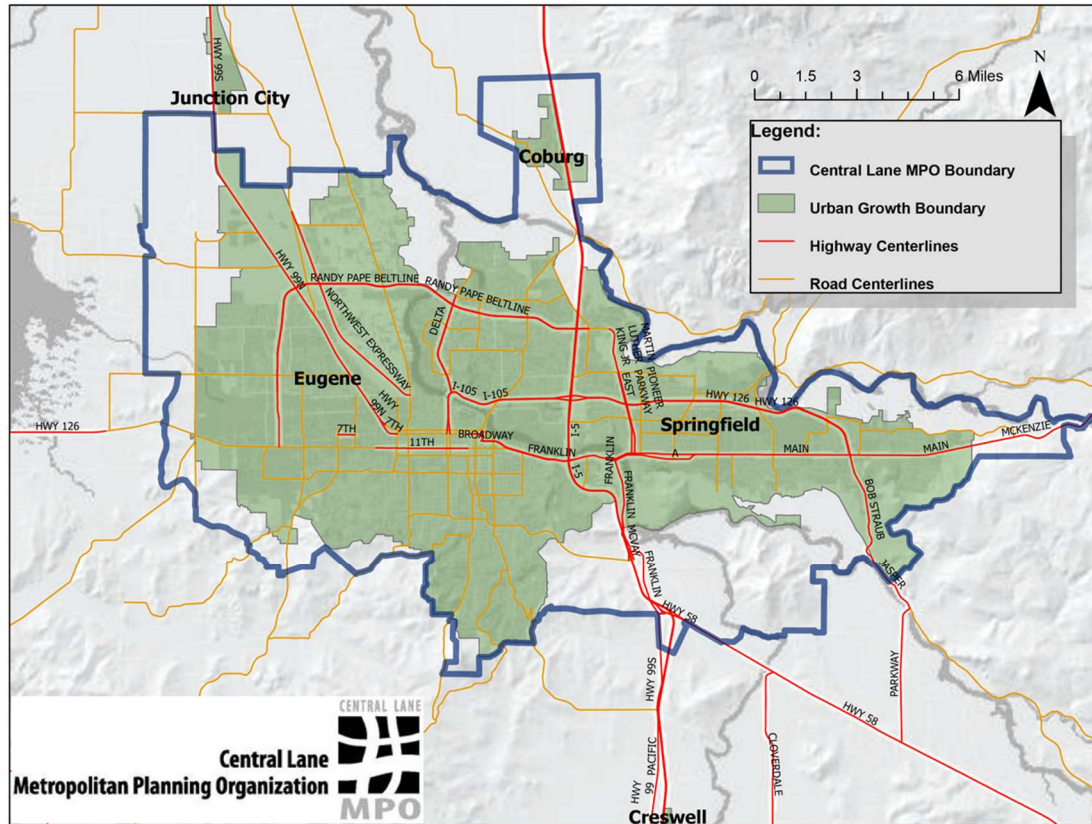 HWY 99S
Junction City
Coburg
0 1.5 3 6 Miles
N
Legend:
Central Lane MPO Boundary
Urban Growth Boundary
Highway Centerlines
Road Centerlines
HWY 99N
RANDY PAPE BELTLINE
RANDY PAPE BELTLINE
NORTHWEST EXPRESSWAY
DELTA
MARTIN
LUTHER
KING JR
PIONEER
PARKWAY
EAST
Eugene
I-105 I-105
HWY 126 HWY 126
Springfield
HWY
99N 7TH
HWY 126
7TH
11TH
BROADWAY
FRANKLIN
I-5
I-5
FRANKLIN
A
MAIN
MAIN
MCKENZIE
FRANKLIN MCVAY
FRANKLIN
BOB STRAUB
JASPER
HWY 58
HWY 99S
PARKWAY
HWY 58
CLOVERDALE
HWY
99 PACIFIC
Creswell
CENTRAL LANE
Central Lane
Metropolitan Planning Organization
MPO